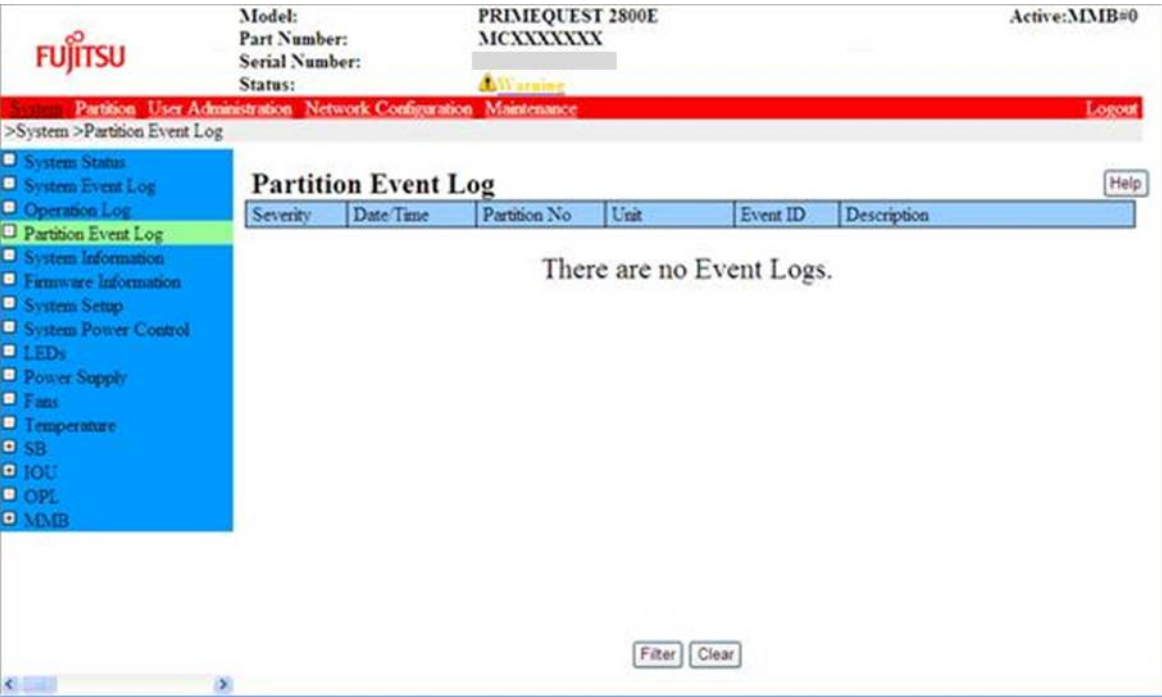 FUJITSU
Model: PRIMEQUEST 2800E Active:MMB#0
Part Number: MCXXXXXXX
Serial Number:
Status: Warning
System Partition User Administration Network Configuration Maintenance Logout
>System >Partition Event Log
System Status
System Event Log
Operation Log
Partition Event Log
System Information
Firmware Information
System Setup
System Power Control
LEDs
Power Supply
Fans
Temperature
SB
IOU
OPL
MMB
Partition Event Log Help
Severity Date/Time Partition No Unit Event ID Description
There are no Event Logs.
Filter Clear